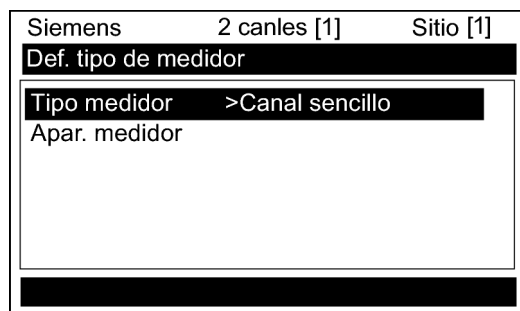 Siemens 2 canles [1] Sitio [1]
Def. tipo de medidor
Tipo medidor >Canal sencillo
Apar. medidor